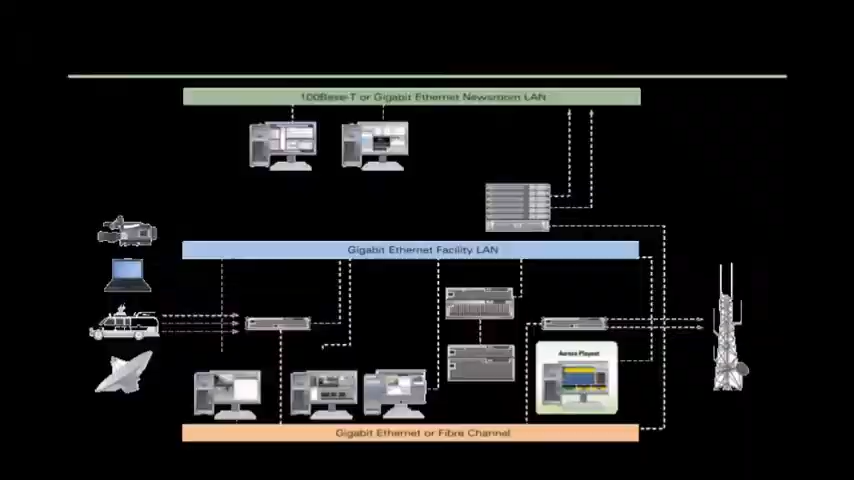 100Base-T or Gigabit Ethernet Newsroom LAN
Gigabit Ethernet Facility LAN
Aurora Playout
Gigabit Ethernet or Fibre Channel